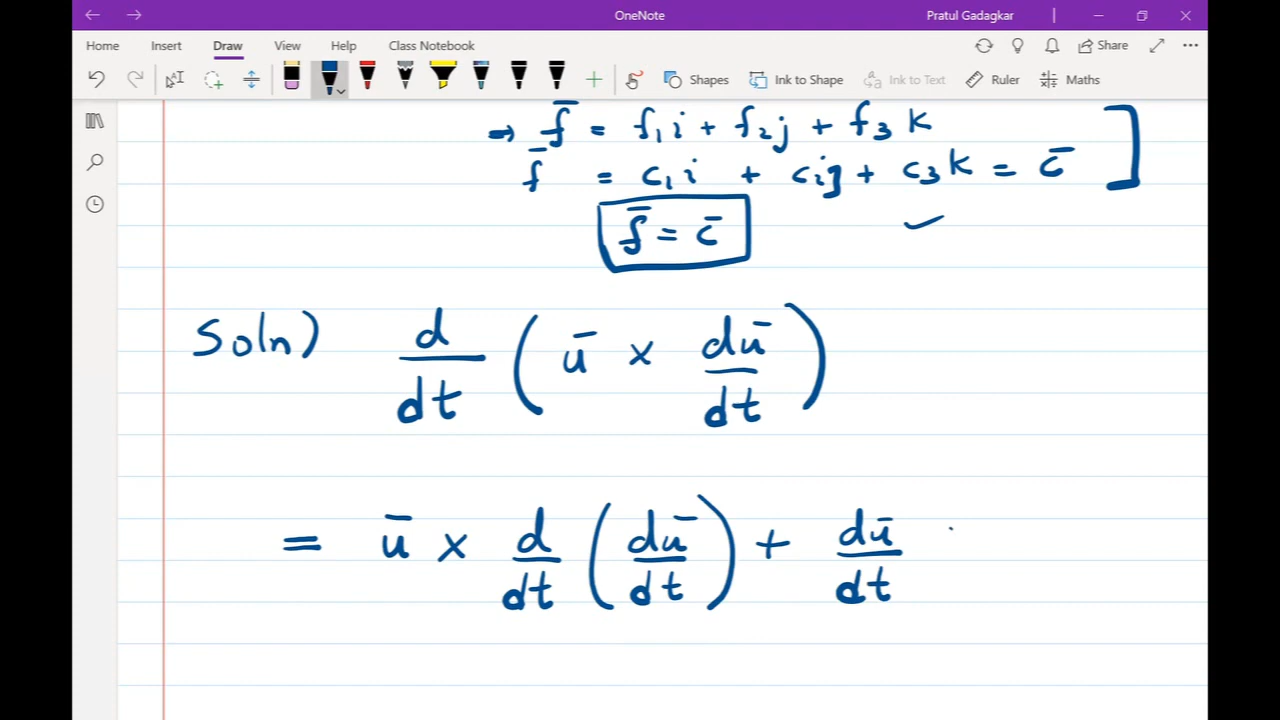 OneNote
Pratul Gadagkar
Home Insert Draw View Help Class Notebook
Share
Shapes Ink to Shape Ink to Text Ruler Maths
⇒ f̄ = f₁i + f₂j + f₃k
f̄ = c₁i + cij + c₃k = c̄
f̄ = c̄
Soln) d/dt ( ū × dū/dt )
= ū × d/dt ( dū/dt ) + dū/dt